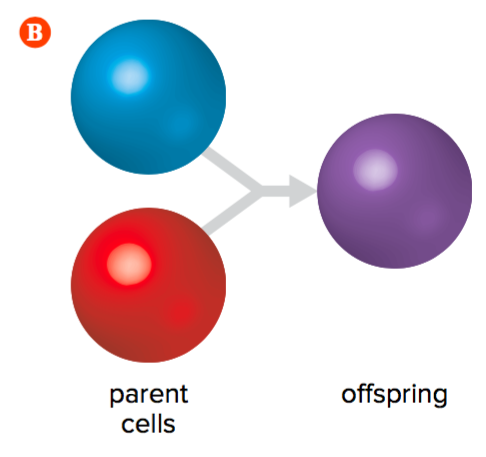 B
parent
cells
offspring